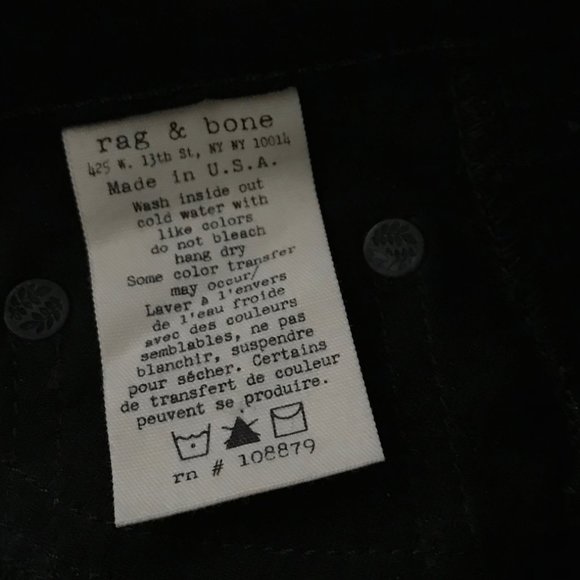 rag & bone
425 W. 13th St, NY NY 10014
Made in U.S.A.
Wash inside out
cold water with
like colors
do not bleach
hang dry
Some color transfer
may occur/
Laver à l'envers
de l'eau froide
avec des couleurs
semblables, ne pas
blanchir, suspendre
pour sécher. Certains
de transfert de couleur
peuvent se produire.
rn # 108879